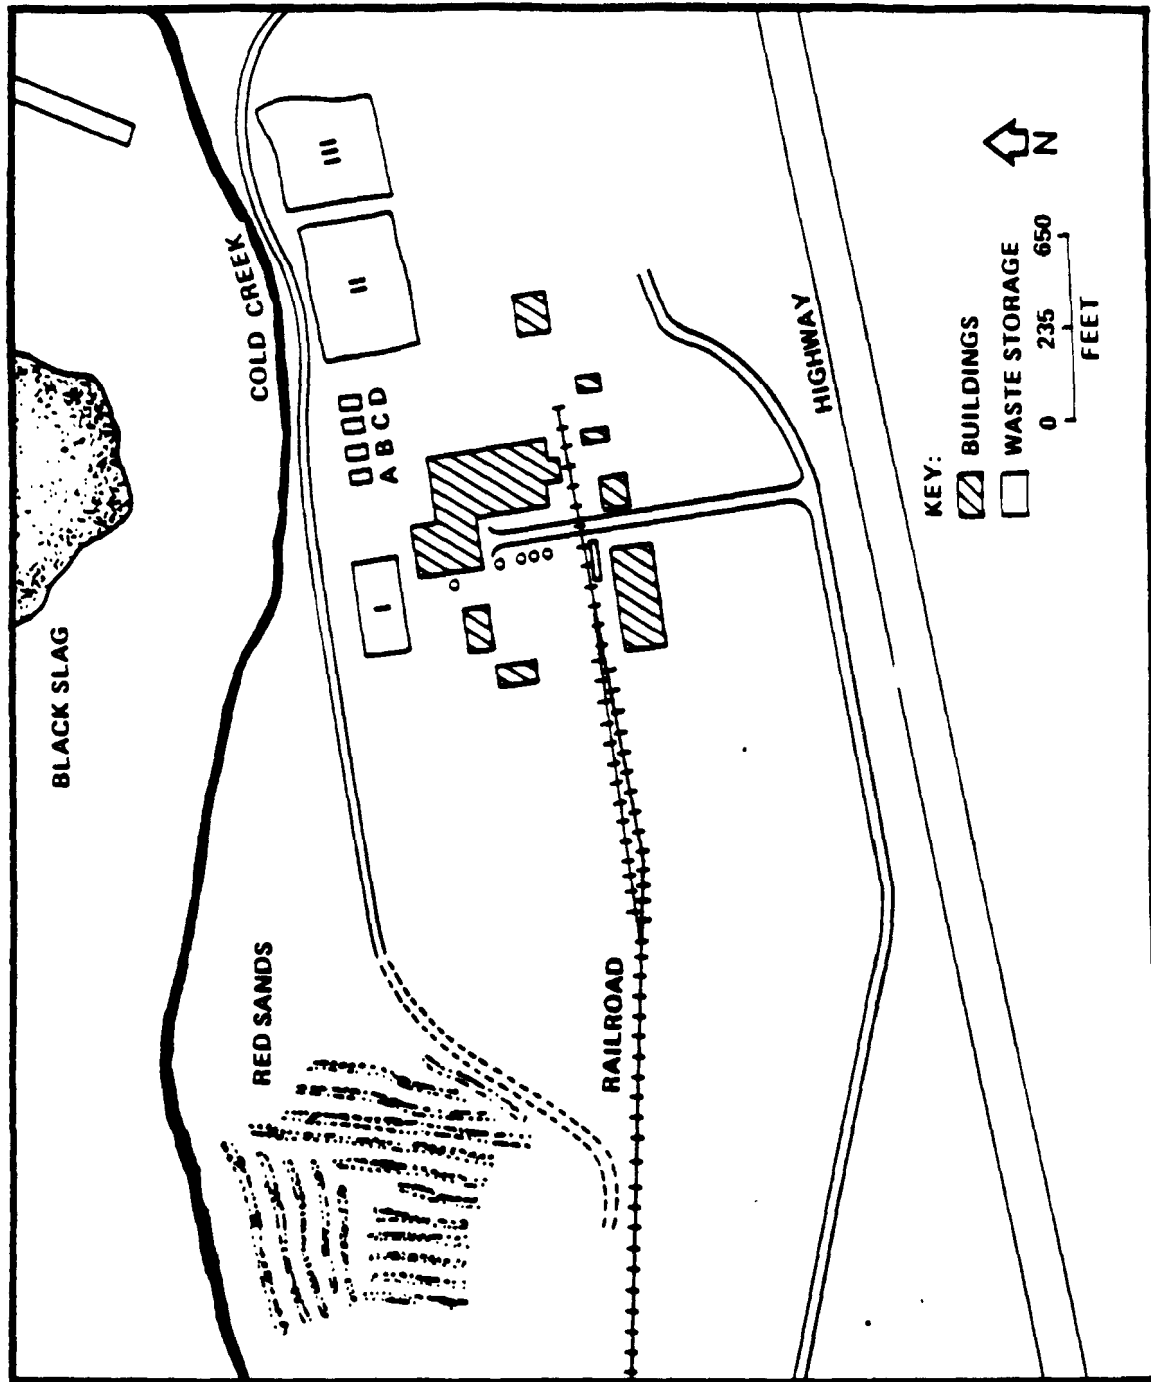 BLACK SLAG
COLD CREEK
RED SANDS
I
II
III
A B C D
RAILROAD
HIGHWAY
N
KEY:
BUILDINGS
WASTE STORAGE
0 235 650
FEET